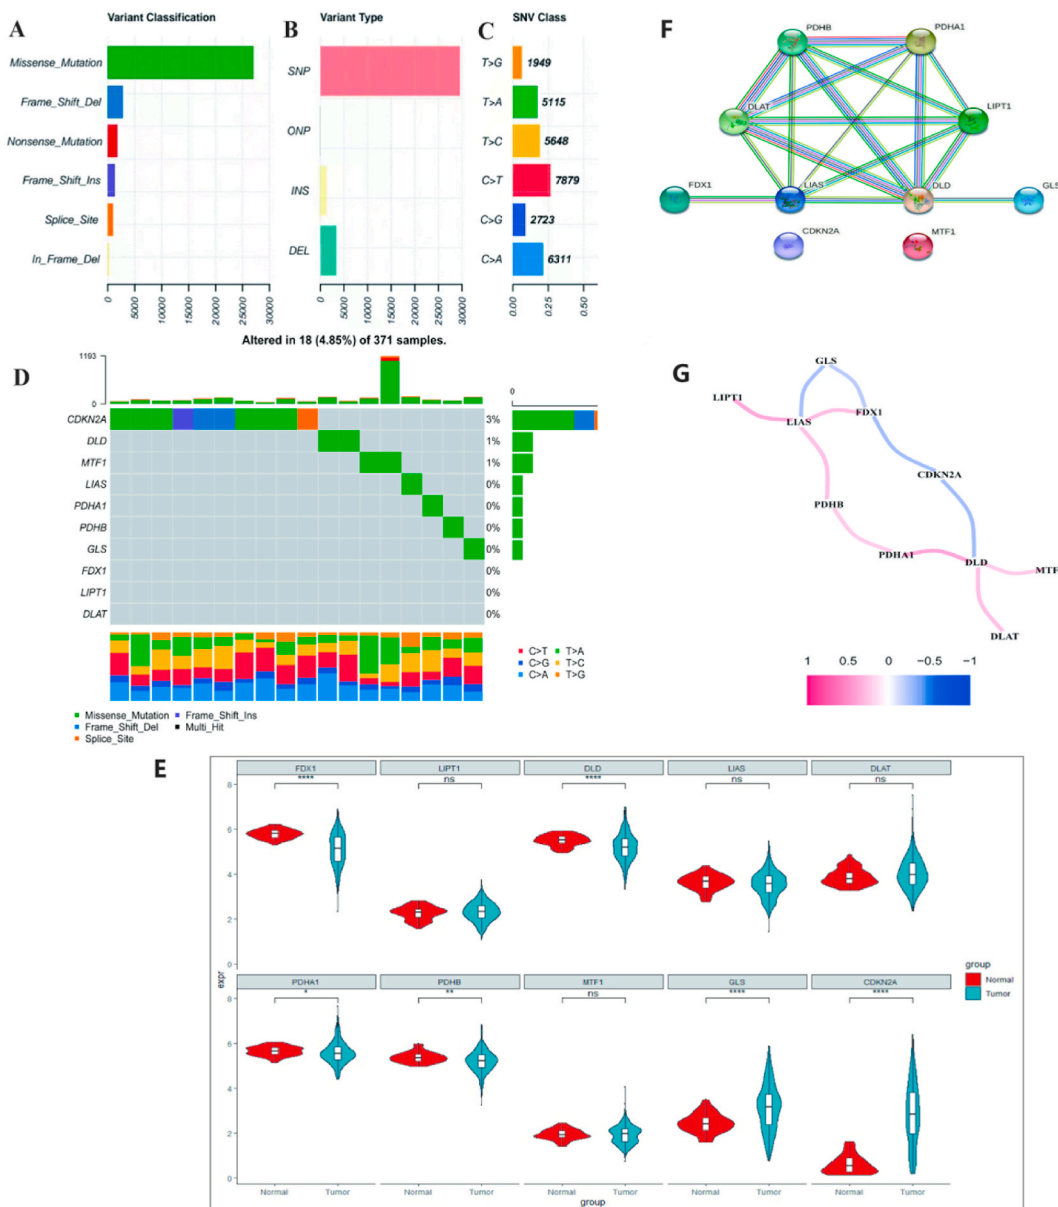 A
Variant Classification
Missense_Mutation
Frame_Shift_Del
Nonsense_Mutation
Frame_Shift_Ins
Splice_Site
In_Frame_Del
0
5000
10000
15000
20000
25000
30000
B
Variant Type
SNP
ONP
INS
DEL
0
5000
10000
15000
20000
25000
30000
C
SNV Class
T>G
1949
T>A
5115
T>C
5648
C>T
7879
C>G
2723
C>A
6311
0.00
0.25
0.50
F
PDHB
PDHA1
DLAT
LIPT1
FDX1
LIAS
DLD
GLS
CDKN2A
MTF1
Altered in 18 (4.85%) of 371 samples.
D
1193
0
0
CDKN2A 3%
DLD 1%
MTF1 1%
LIAS 0%
PDHA1 0%
PDHB 0%
GLS 0%
FDX1 0%
LIPT1 0%
DLAT 0%
C>T T>A
C>G T>C
C>A T>G
Missense_Mutation Frame_Shift_Ins
Frame_Shift_Del Multi_Hit
Splice_Site
G
GLS
LIPT1
FDX1
LIAS
CDKN2A
PDHB
PDHA1
DLD
MTF
DLAT
1 0.5 0 -0.5 -1
E
FDX1 LIPT1 DLD LIAS DLAT
**** ns **** ns ns
8
6
4
2
0
expr
PDHA1 PDHB MTF1 GLS CDKN2A
* ** ns **** ****
8
6
4
2
0
Normal Tumor Normal Tumor Normal Tumor Normal Tumor Normal Tumor
group
group
Normal
Tumor